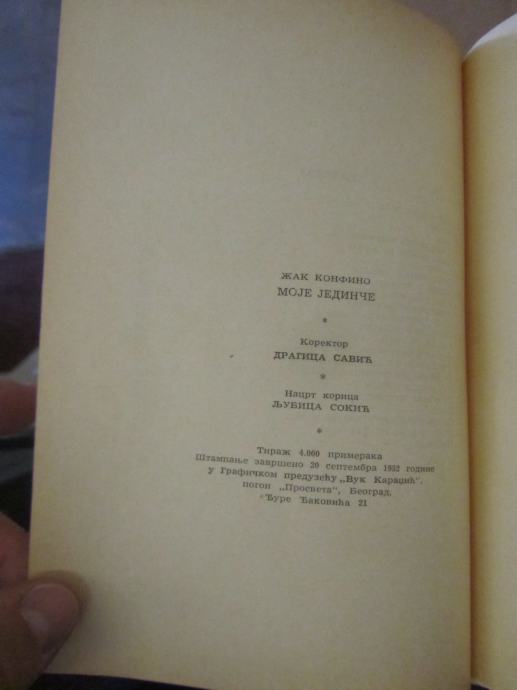 ЖАК КОНФИНО
МОЈЕ ЈЕДИНЧЕ
*
Коректор
ДРАГИЦА САВИЋ
*
Нацрт корица
ЉУБИЦА СОКИЋ
*
Тираж 4.000 примерака
Штампање завршено 20 септембра 1952 године
у Графичком предузећу „Вук Караџић",
погон „Просвета", Београд,
Ђуре Ђаковића 21